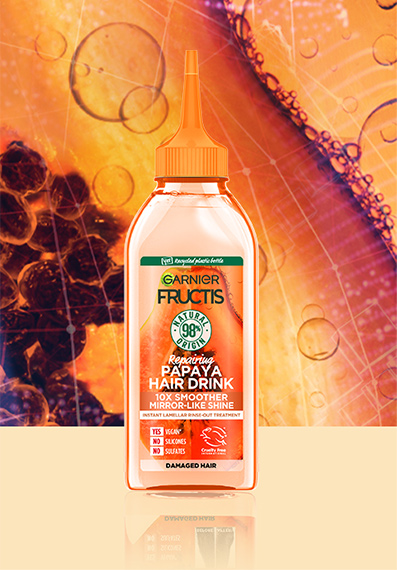 yes! Recycled plastic bottle
GARNIER
FRUCTIS
NATURAL
98%
ORIGIN
Repairing
PAPAYA
HAIR DRINK
10X SMOOTHER
MIRROR-LIKE SHINE
INSTANT LAMELLAR RINSE-OUT TREATMENT
YES VEGAN*
NO SILICONES
NO SULFATES
Cruelty Free
DAMAGED HAIR